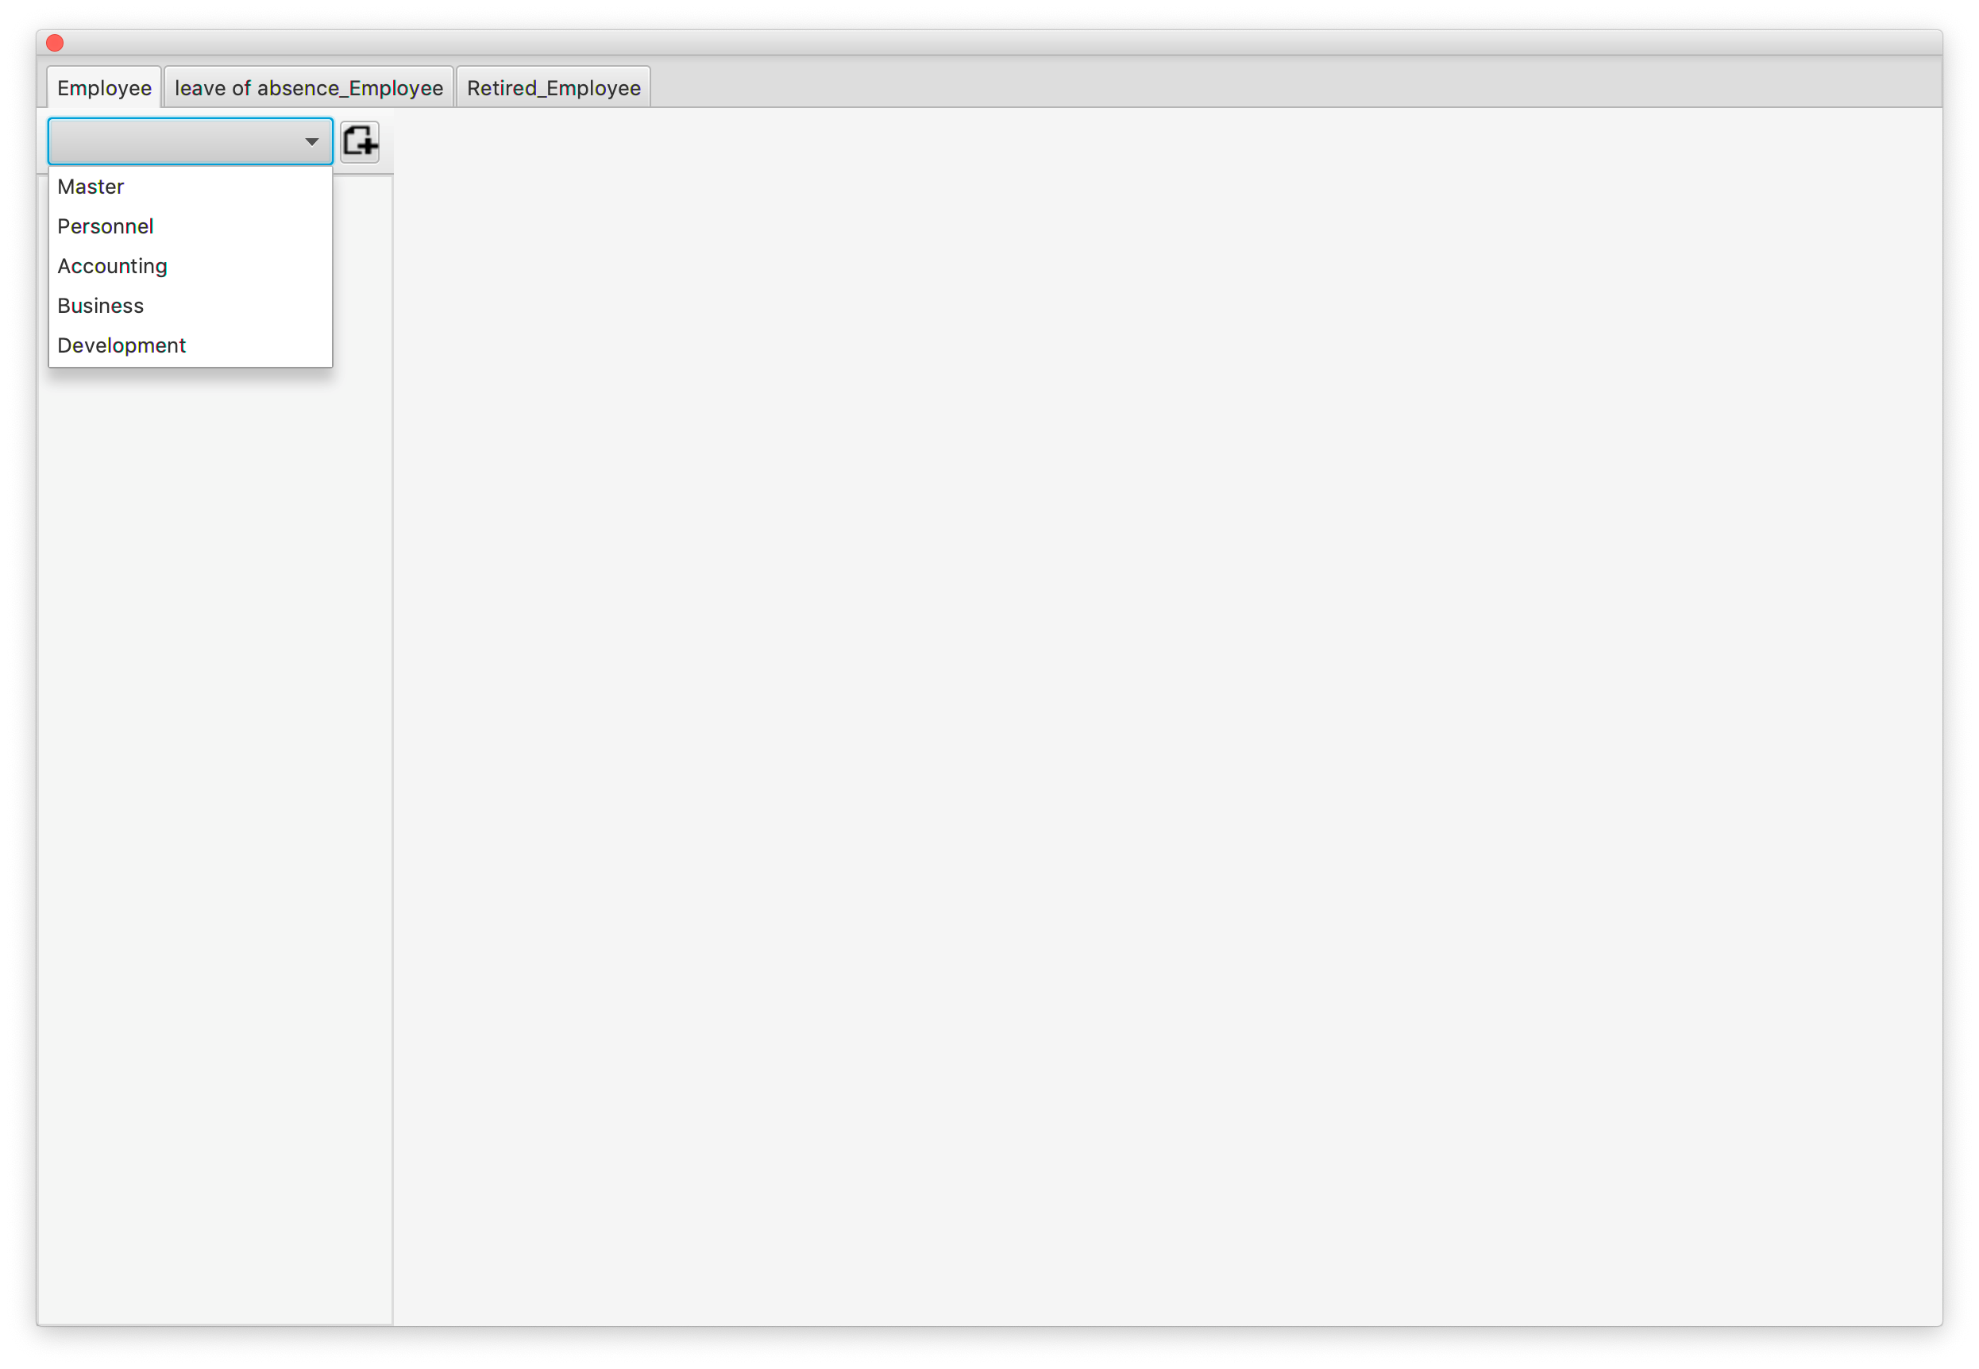 Employee leave of absence_Employee Retired_Employee
Master
Personnel
Accounting
Business
Development